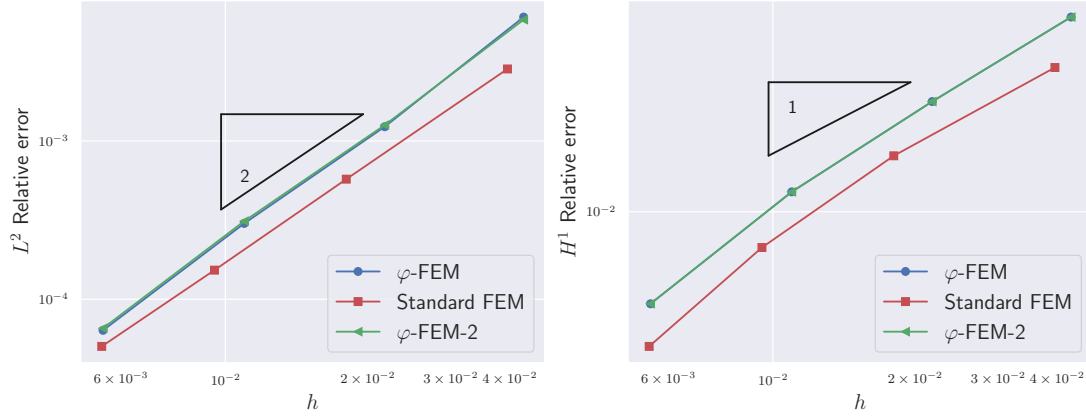 L² Relative error
10⁻³
10⁻⁴
2
φ-FEM
Standard FEM
φ-FEM-2
6 × 10⁻³
10⁻²
2 × 10⁻²
3 × 10⁻²
4 × 10⁻²
h
H¹ Relative error
10⁻²
1
φ-FEM
Standard FEM
φ-FEM-2
6 × 10⁻³
10⁻²
2 × 10⁻²
3 × 10⁻²
4 × 10⁻²
h